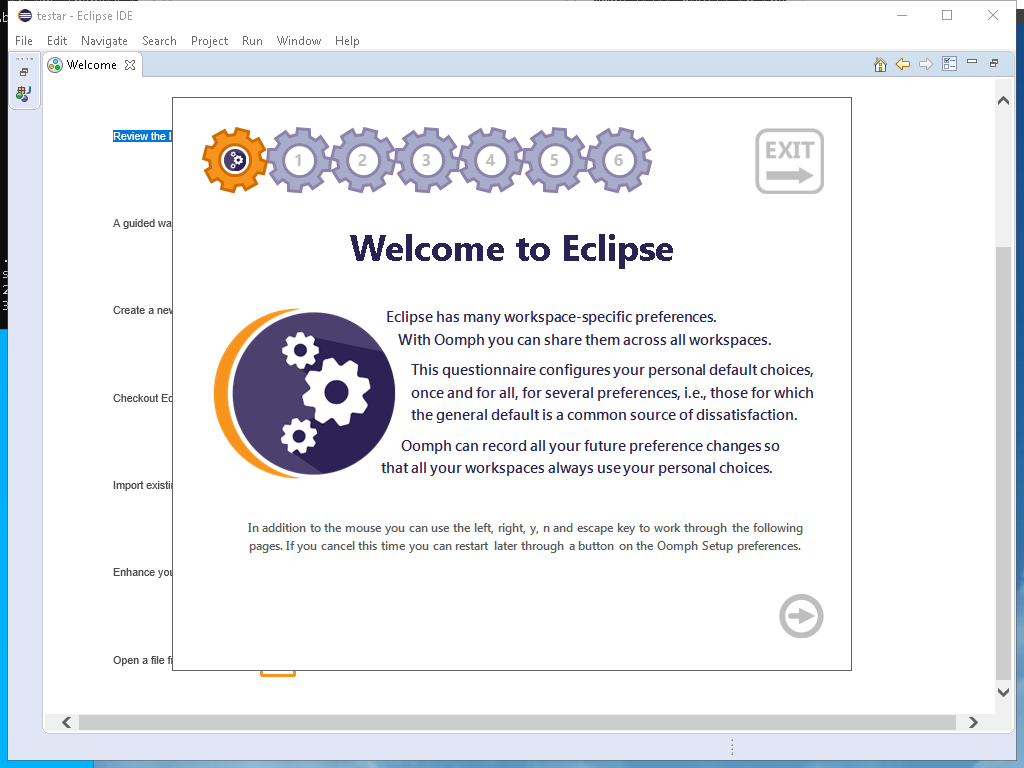 testar - Eclipse IDE
File Edit Navigate Search Project Run Window Help
Welcome
Review the I
1 2 3 4 5 6
EXIT
A guided wa
Welcome to Eclipse
Create a new
Eclipse has many workspace-specific preferences.
With Oomph you can share them across all workspaces.
This questionnaire configures your personal default choices,
once and for all, for several preferences, i.e., those for which
the general default is a common source of dissatisfaction.
Checkout Ec
Oomph can record all your future preference changes so
that all your workspaces always use your personal choices.
Import existin
In addition to the mouse you can use the left, right, y, n and escape key to work through the following
pages. If you cancel this time you can restart later through a button on the Oomph Setup preferences.
Enhance you
Open a file f